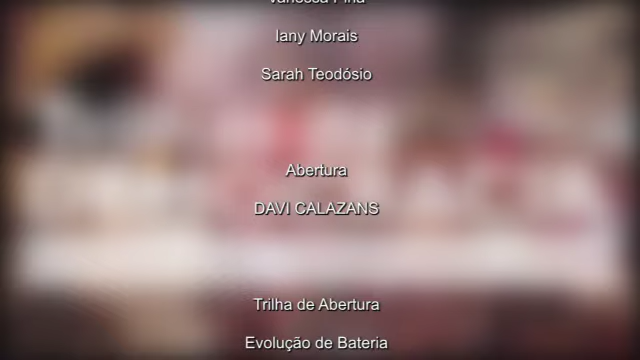 Iany Morais
Sarah Teodósio
Abertura
DAVI CALAZANS
Trilha de Abertura
Evolução de Bateria